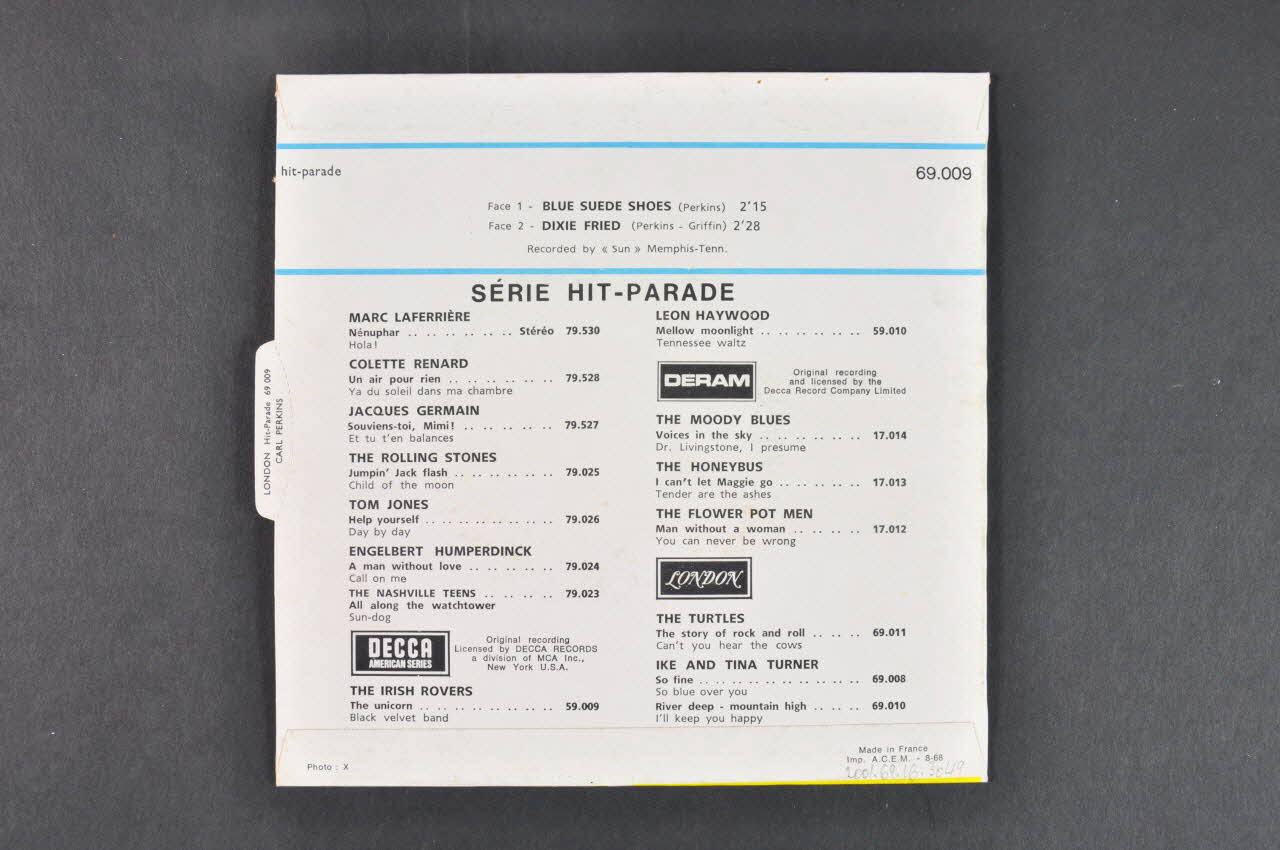 hit-parade
69.009
Face 1 - BLUE SUEDE SHOES (Perkins) 2'15
Face 2 - DIXIE FRIED (Perkins - Griffin) 2'28
Recorded by « Sun » Memphis-Tenn.
SÉRIE HIT-PARADE
MARC LAFERRIÈRE
Nénuphar .. .. .. .. .. .. .. Stéréo 79.530
Hola!
COLETTE RENARD
Un air pour rien .. .. .. .. .. .. .. 79.528
Ya du soleil dans ma chambre
JACQUES GERMAIN
Souviens-toi, Mimi! .. .. .. .. .. .. 79.527
Et tu t'en balances
THE ROLLING STONES
Jumpin' Jack flash .. .. .. .. .. .. .. 79.025
Child of the moon
TOM JONES
Help yourself .. .. .. .. .. .. .. .. .. 79.026
Day by day
ENGELBERT HUMPERDINCK
A man without love .. .. .. .. .. .. 79.024
Call on me
THE NASHVILLE TEENS .. .. .. .. .. 79.023
All along the watchtower
Sun-dog
DECCA
AMERICAN SERIES
Original recording
Licensed by DECCA RECORDS
a division of MCA Inc.,
New York U.S.A.
THE IRISH ROVERS
The unicorn .. .. .. .. .. .. .. .. .. 59.009
Black velvet band
LEON HAYWOOD
Mellow moonlight .. .. .. .. .. .. .. 59.010
Tennessee waltz
DERAM
Original recording
and licensed by the
Decca Record Company Limited
THE MOODY BLUES
Voices in the sky .. .. .. .. .. .. .. 17.014
Dr. Livingstone, I presume
THE HONEYBUS
I can't let Maggie go .. .. .. .. .. .. 17.013
Tender are the ashes
THE FLOWER POT MEN
Man without a woman .. .. .. .. .. 17.012
You can never be wrong
LONDON
THE TURTLES
The story of rock and roll .. .. .. .. 69.011
Can't you hear the cows
IKE AND TINA TURNER
So fine .. .. .. .. .. .. .. .. .. .. .. .. 69.008
So blue over you
River deep - mountain high .. .. .. .. 69.010
I'll keep you happy
LONDON Hit-Parade 69 009
CARL PERKINS
Photo : X
Made in France
Imp. A.C.E.M. - 8-68